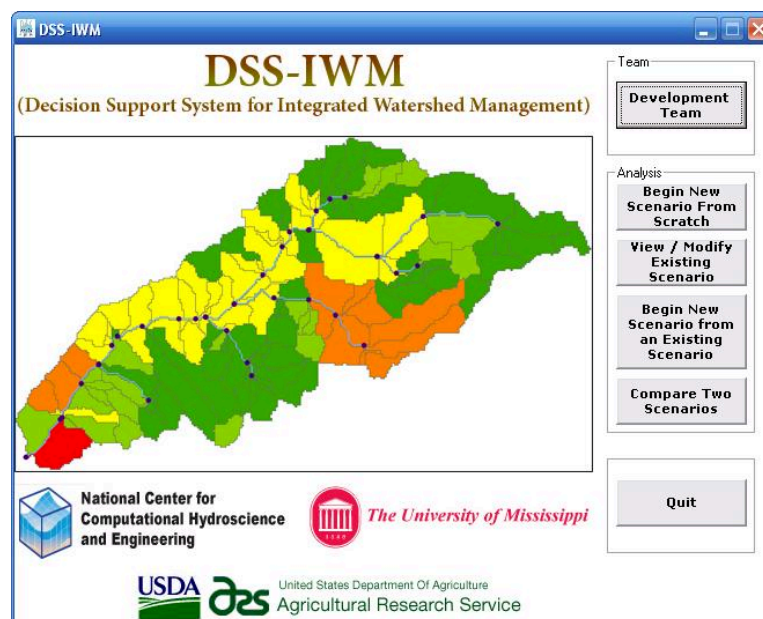 DSS-IWM
DSS-IWM
(Decision Support System for Integrated Watershed Management)
Team
Development
Team
Analysis
Begin New
Scenario From
Scratch
View / Modify
Existing
Scenario
Begin New
Scenario from
an Existing
Scenario
Compare Two
Scenarios
Quit
National Center for
Computational Hydroscience
and Engineering
The University of Mississippi
USDA
ars
United States Department Of Agriculture
Agricultural Research Service